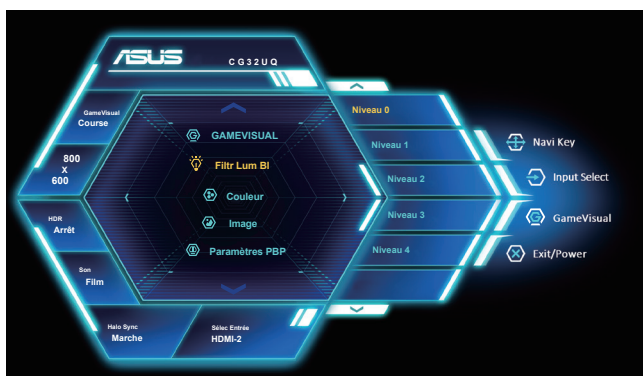 ASUS
CG32UQ
GameVisual
Course
800
X
600
HDR
Arrêt
Son
Film
Halo Sync
Marche
Sélec Entrée
HDMI-2
GAMEVISUAL
Filtr Lum Bl
Couleur
Image
Paramètres PBP
Niveau 0
Niveau 1
Niveau 2
Niveau 3
Niveau 4
Navi Key
Input Select
GameVisual
Exit/Power